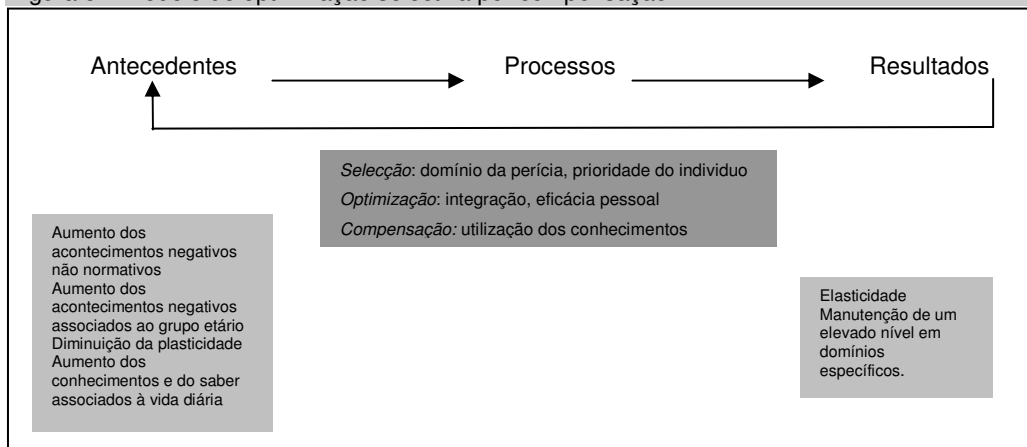 Antecedentes Processos Resultados
Selecção: domínio da perícia, prioridade do individuo
Optimização: integração, eficácia pessoal
Compensação: utilização dos conhecimentos
Aumento dos
acontecimentos negativos
não normativos
Aumento dos
acontecimentos negativos
associados ao grupo etário
Diminuição da plasticidade
Aumento dos
conhecimentos e do saber
associados à vida diária
Elasticidade
Manutenção de um
elevado nível em
domínios
específicos.